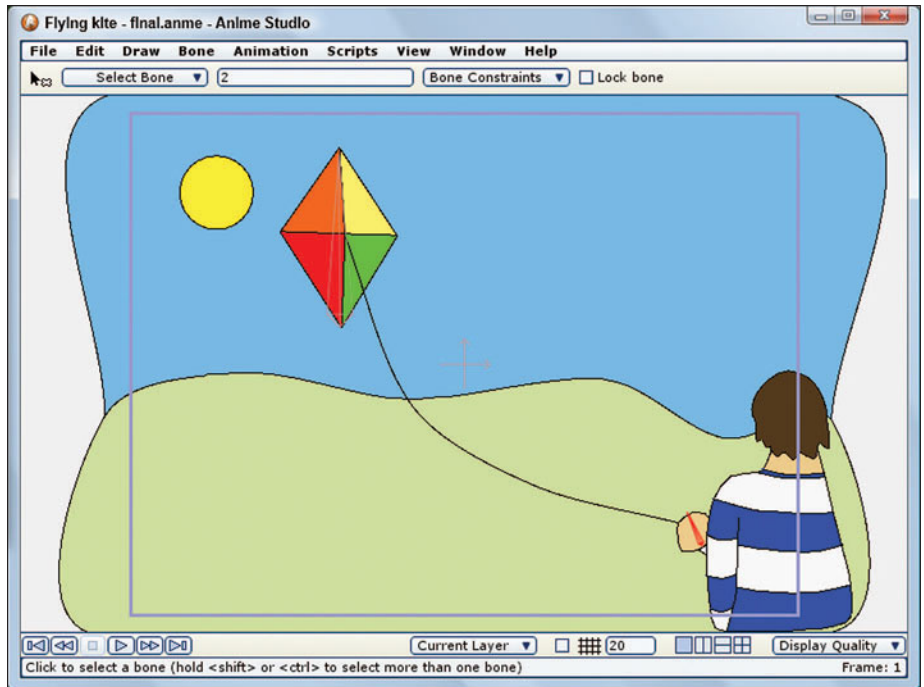 Flying kite - final.anme - Anime Studio
File Edit Draw Bone Animation Scripts View Window Help
Select Bone 2 Bone Constraints Lock bone
Current Layer 20 Display Quality
Click to select a bone (hold <shift> or <ctrl> to select more than one bone) Frame: 1